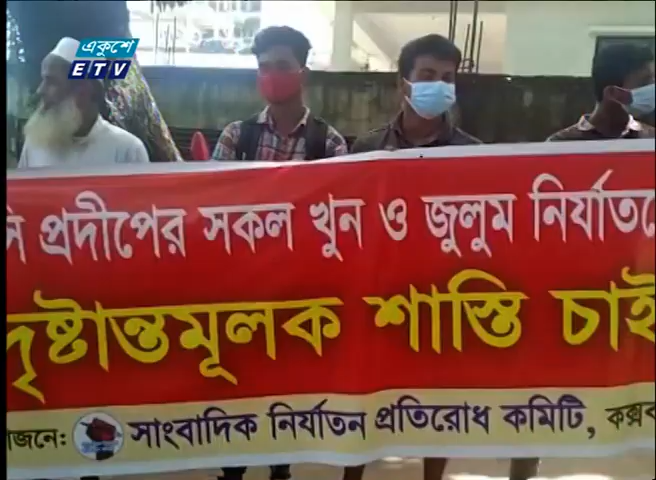 একুশে
ETV
প্রদীপের সকল খুন ও জুলুম নির্যাতনে
দৃষ্টান্তমূলক শাস্তি চাই
সাংবাদিক নির্যাতন প্রতিরোধ কমিটি,